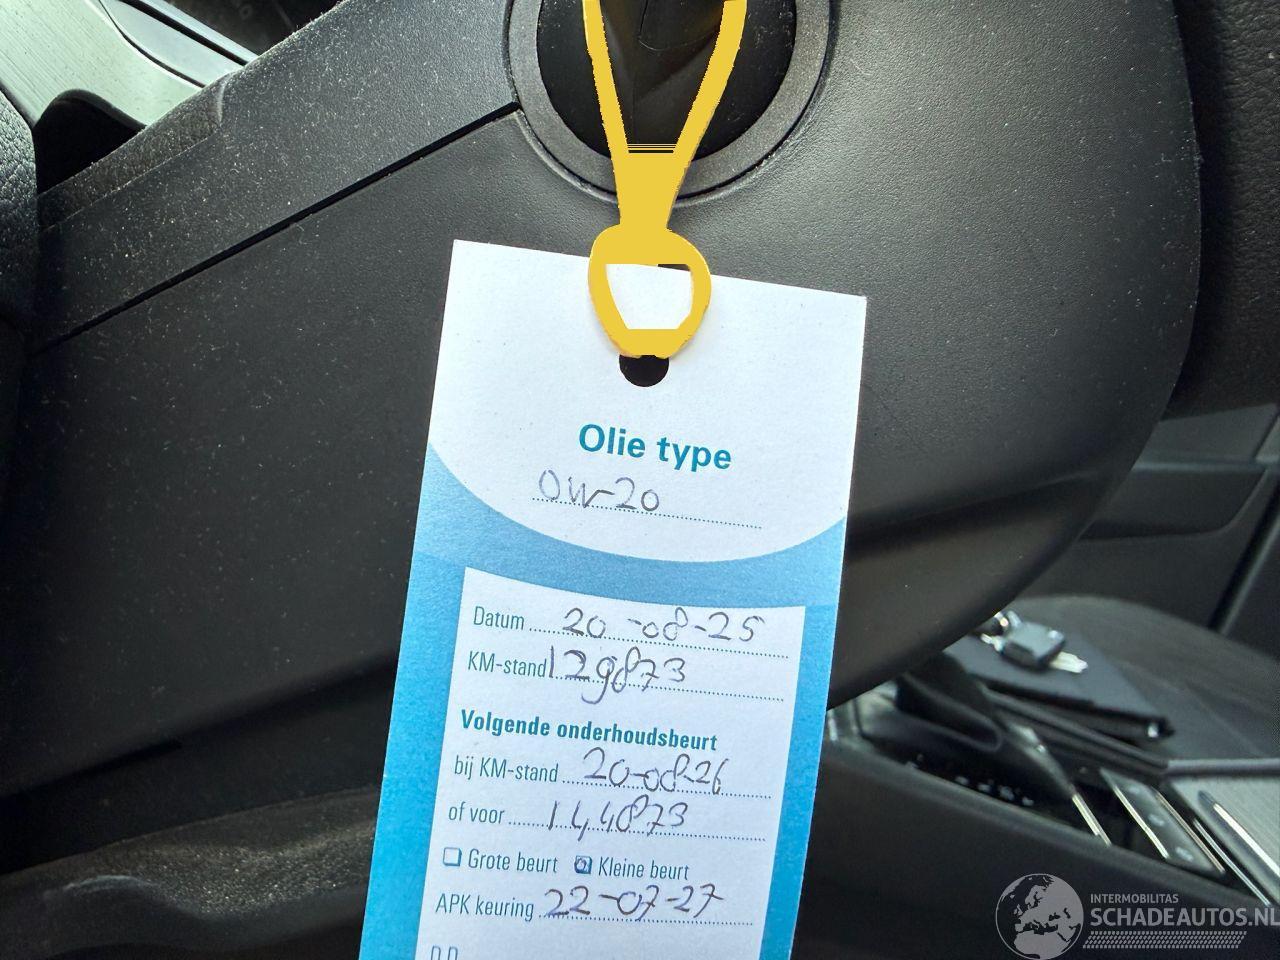 Olie type
0W-20
Datum 20-08-25
KM-stand 129873
Volgende onderhoudsbeurt
bij KM-stand 20-08-26
of voor 144873
Grote beurt Kleine beurt
APK keuring 22-07-27
INTERMOBILITAS
SCHADEAUTOS.NL